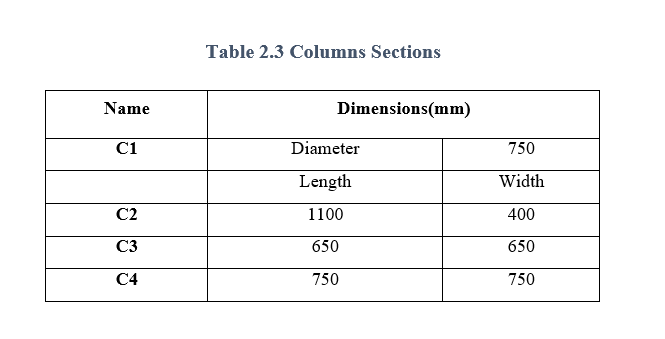 Table 2.3 Columns Sections
Name Dimensions(mm)
C1 Diameter 750
Length Width
C2 1100 400
C3 650 650
C4 750 750